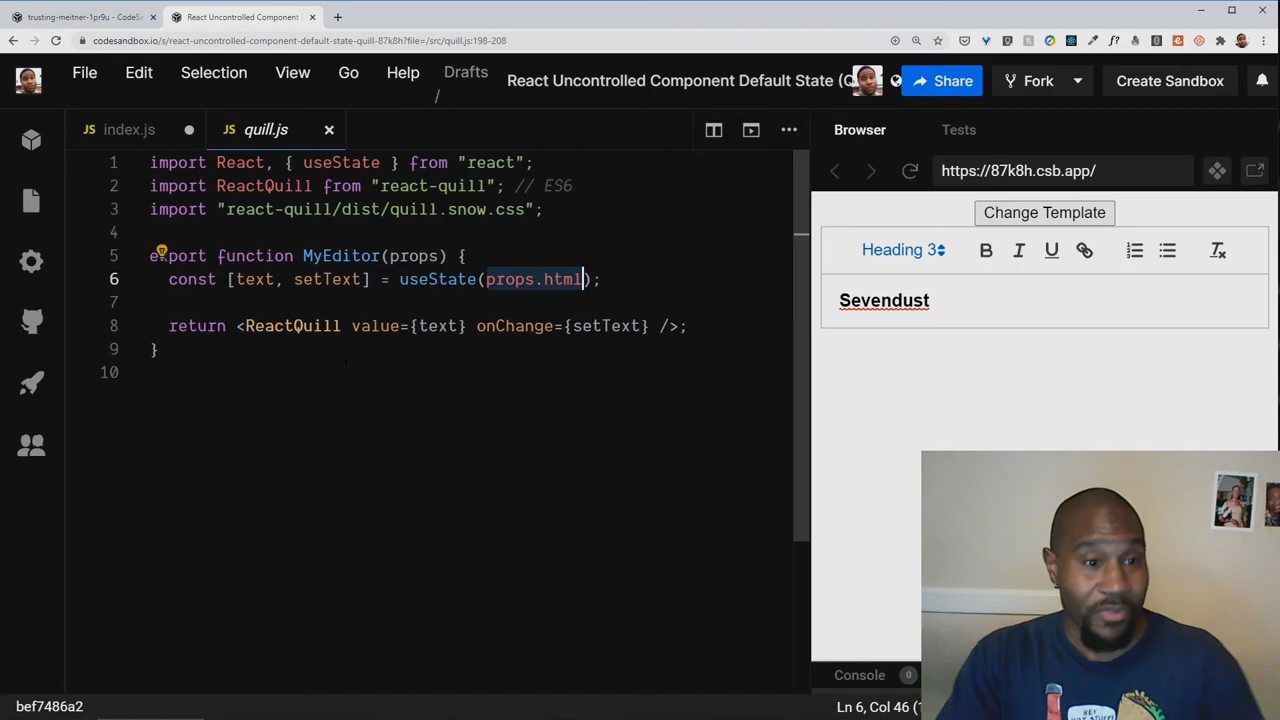 trusting-meitner-1pr9u - CodeSa
React Uncontrolled Component D
codesandbox.io/s/react-uncontrolled-component-default-state-quill-87k8h?file=/src/quill.js:198-208
File Edit Selection View Go Help Drafts
/
React Uncontrolled Component Default State (Q
Share
Fork
Create Sandbox
index.js
quill.js
Browser
Tests
https://87k8h.csb.app/
1 import React, { useState } from "react";
2 import ReactQuill from "react-quill"; // ES6
3 import "react-quill/dist/quill.snow.css";
4
5 export function MyEditor(props) {
6 const [text, setText] = useState(props.html);
7
8 return <ReactQuill value={text} onChange={setText} />;
9 }
10
Change Template
Heading 3
Sevendust
HEY
NOT STUFF!
Console 0
bef7486a2
Ln 6, Col 46 (1